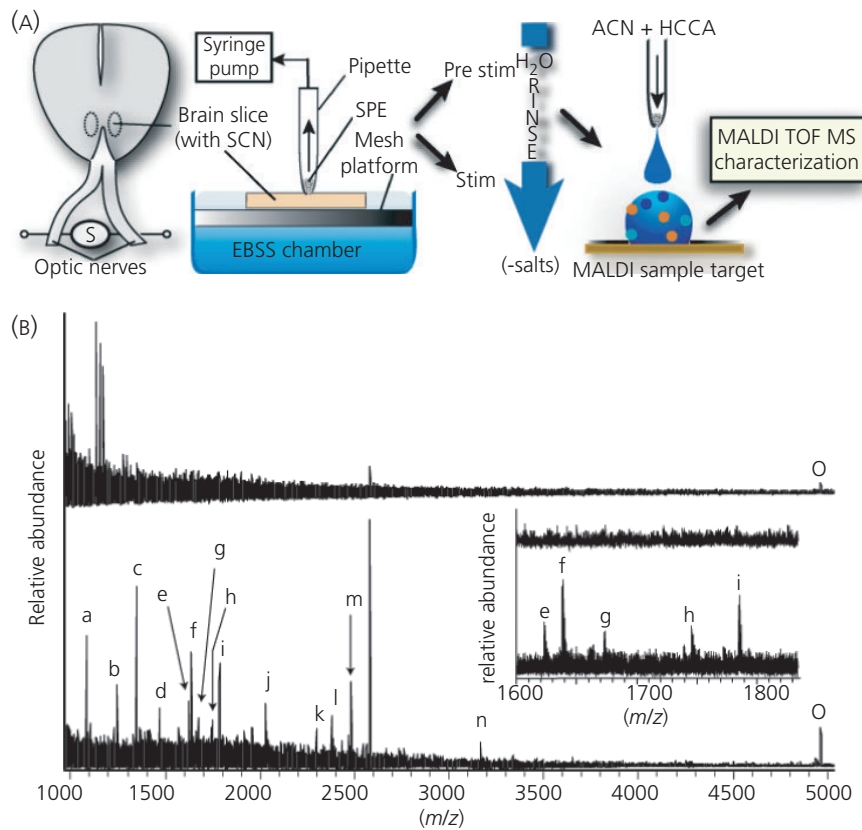 (A)
Syringe
pump
Pipette
SPE
Mesh
platform
Brain slice
(with SCN)
S
Optic nerves
EBSS chamber
Pre stim
Stim
H2O
RINSE
(-salts)
ACN + HCCA
MALDI TOF MS
characterization
MALDI sample target
(B)
Relative abundance
O
a
b
c
d
e
f
g
h
i
j
k
l
m
n
O
1000 1500 2000 2500 3000 3500 4000 4500 5000
(m/z)
relative abundance
e
f
g
h
i
1600 1700 1800
(m/z)